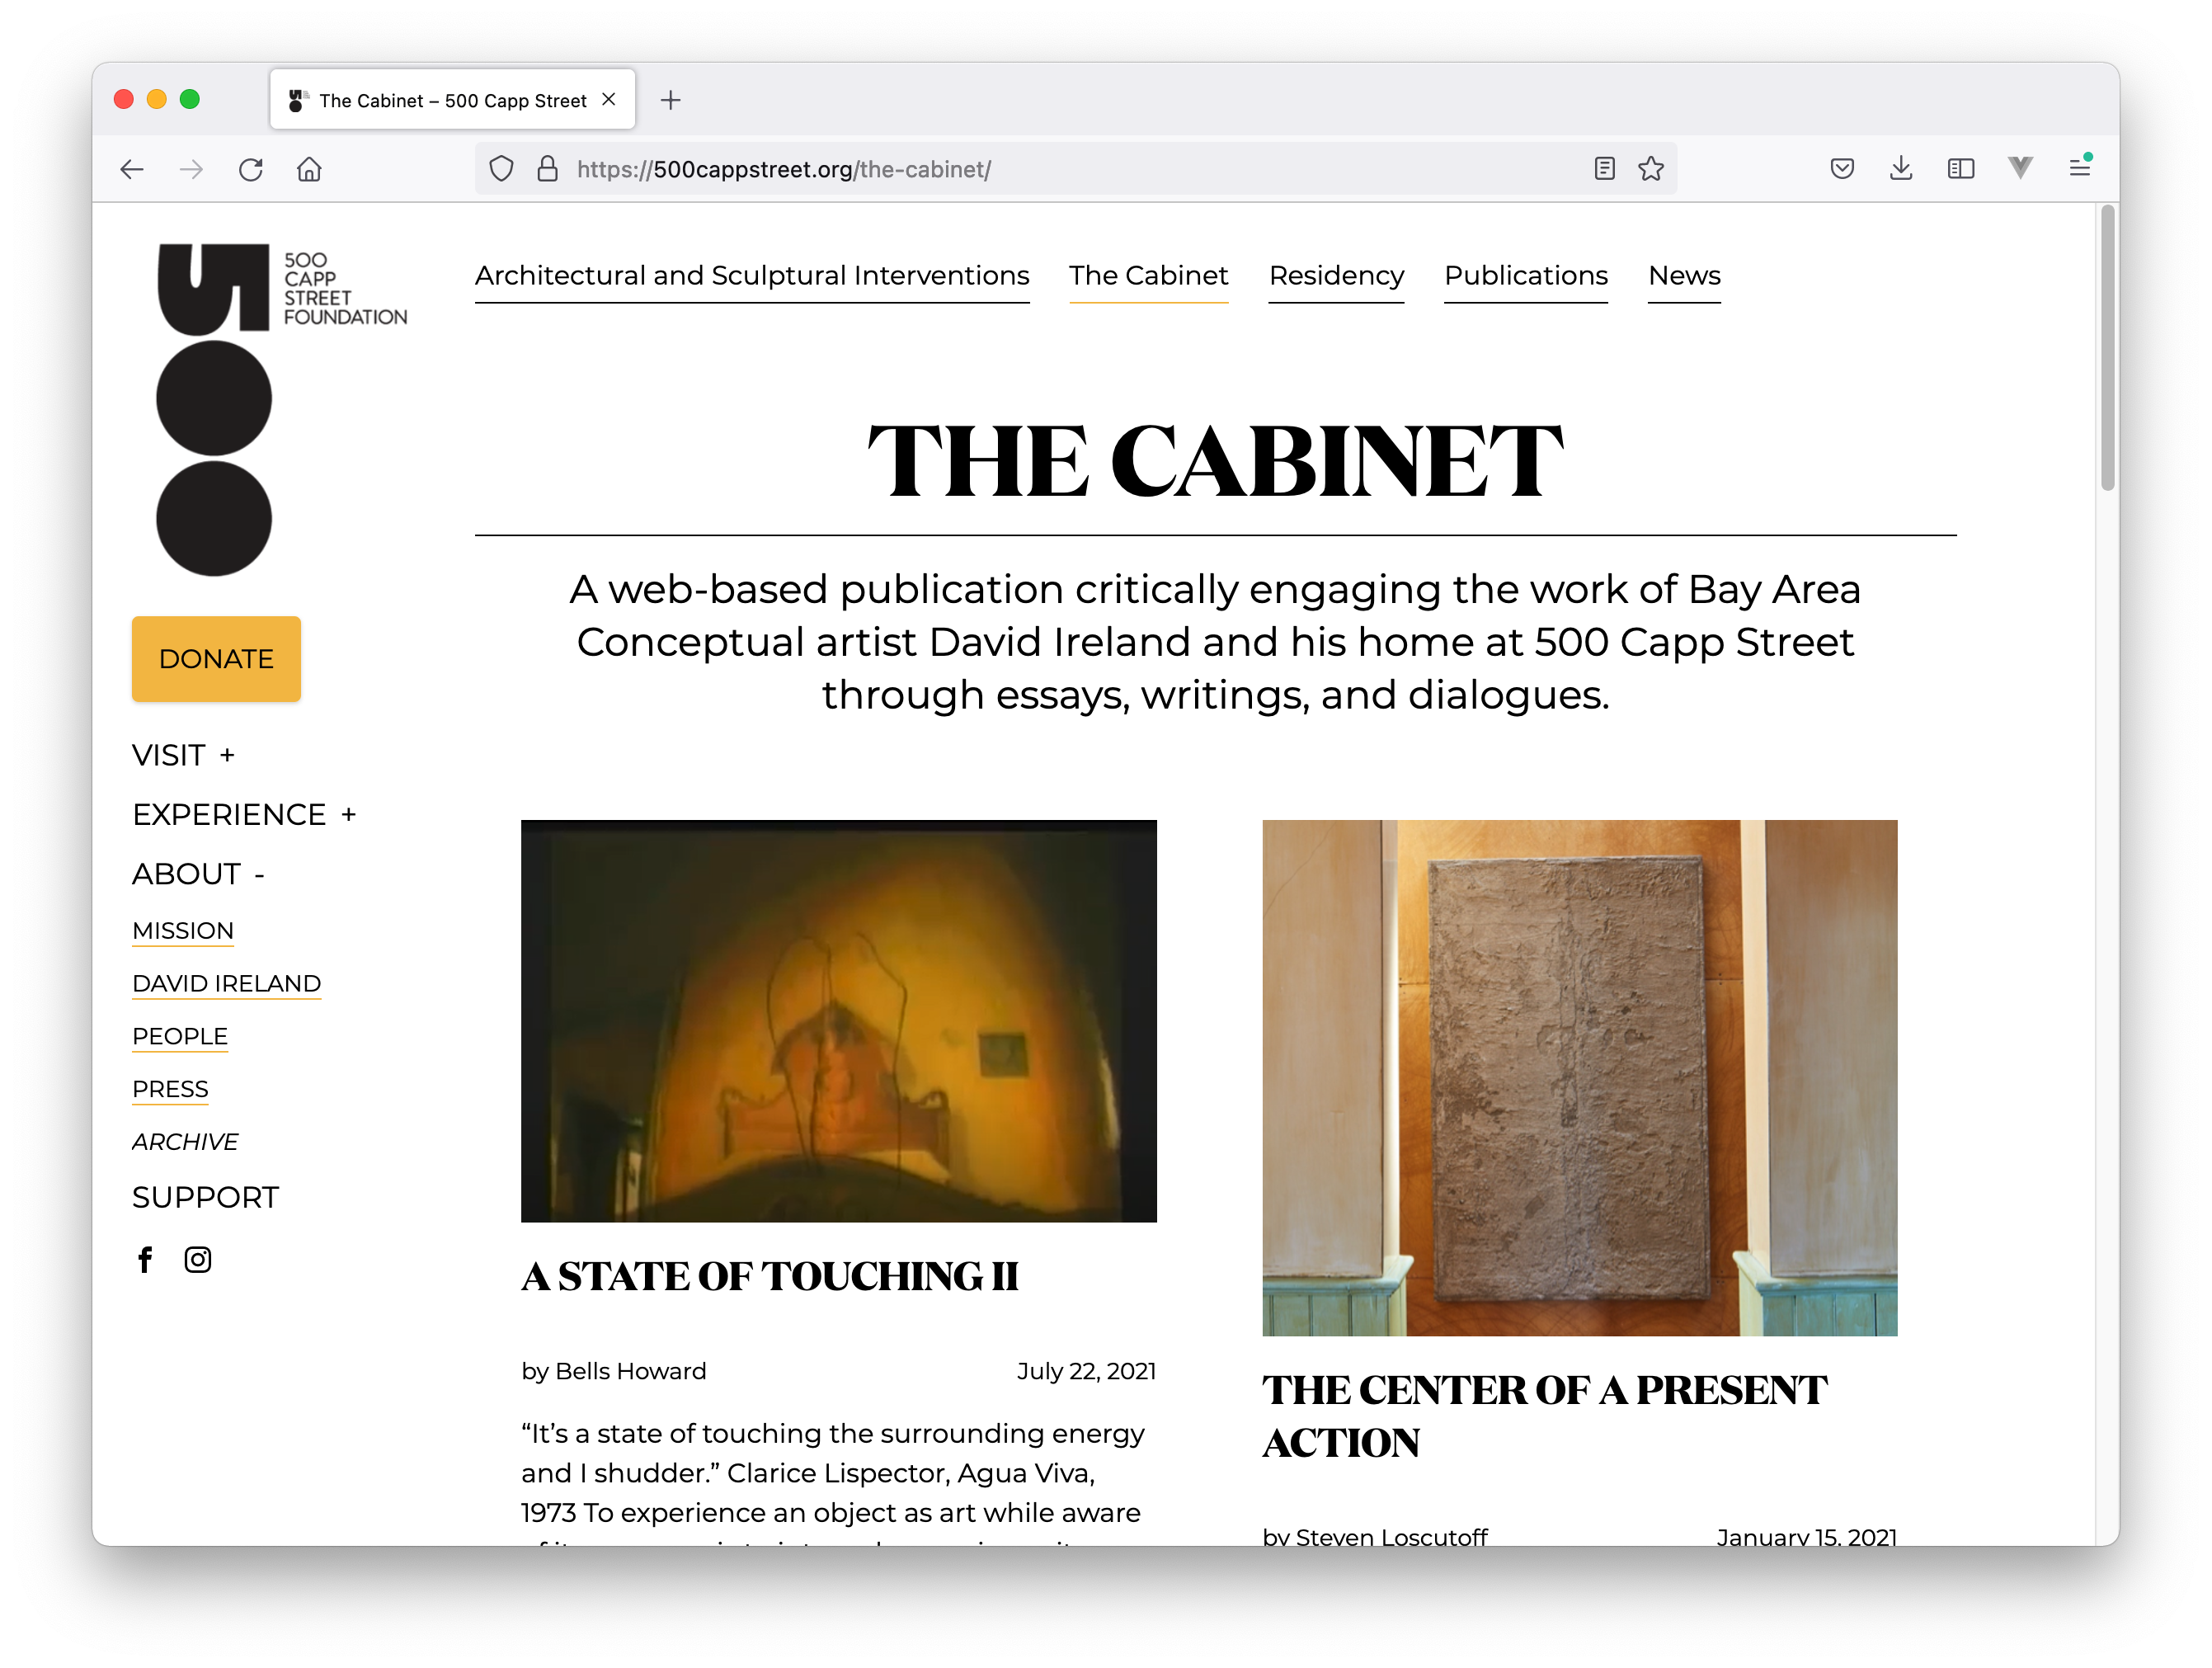 The Cabinet – 500 Capp Street
https://500cappstreet.org/the-cabinet/
5
500
CAPP
STREET
FOUNDATION
Architectural and Sculptural Interventions
The Cabinet
Residency
Publications
News
DONATE
VISIT +
EXPERIENCE +
ABOUT -
MISSION
DAVID IRELAND
PEOPLE
PRESS
ARCHIVE
SUPPORT
THE CABINET
A web-based publication critically engaging the work of Bay Area
Conceptual artist David Ireland and his home at 500 Capp Street
through essays, writings, and dialogues.
A STATE OF TOUCHING II
by Bells Howard
July 22, 2021
“It’s a state of touching the surrounding energy
and I shudder.” Clarice Lispector, Agua Viva,
1973 To experience an object as art while aware
THE CENTER OF A PRESENT
ACTION
by Steven Loscutoff
January 15, 2021